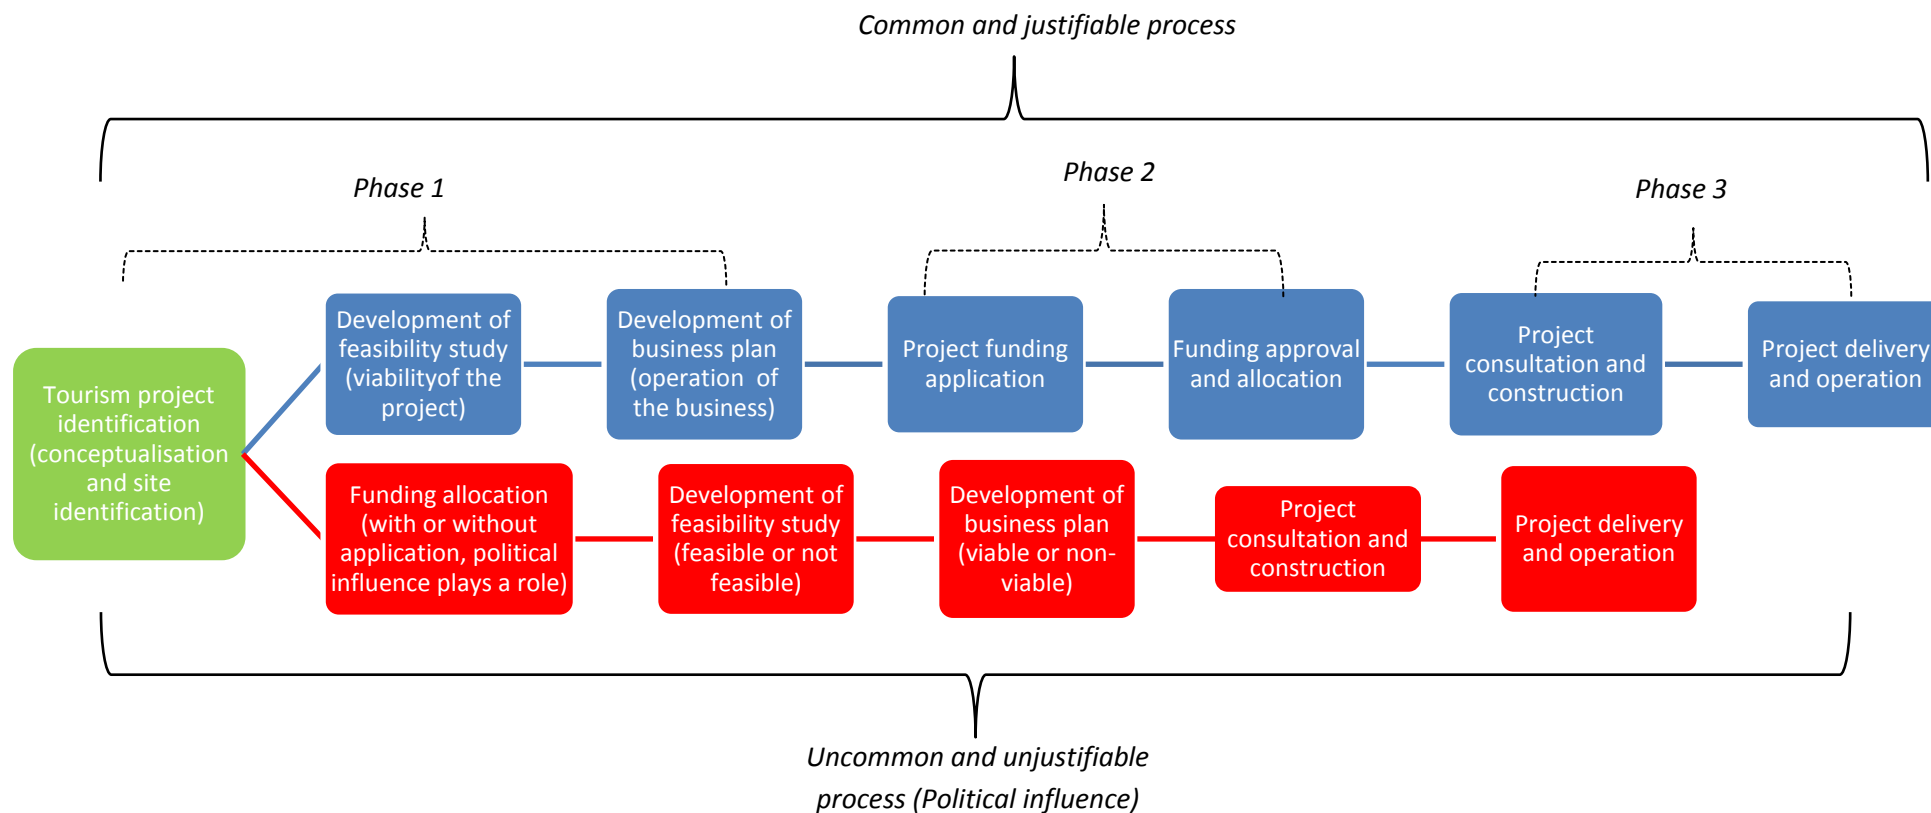 Common and justifiable process
Phase 1
Phase 2
Phase 3
Tourism project
identification
(conceptualisation
and site
identification)
Development of
feasibility study
(viabilityof the
project)
Development of
business plan
(operation of
the business)
Project funding
application
Funding approval
and allocation
Project
consultation and
construction
Project delivery
and operation
Funding allocation
(with or without
application, political
influence plays a role)
Development of
feasibility study
(feasible or not
feasible)
Development of
business plan
(viable or non-
viable)
Project
consultation and
construction
Project delivery
and operation
Uncommon and unjustifiable
process (Political influence)